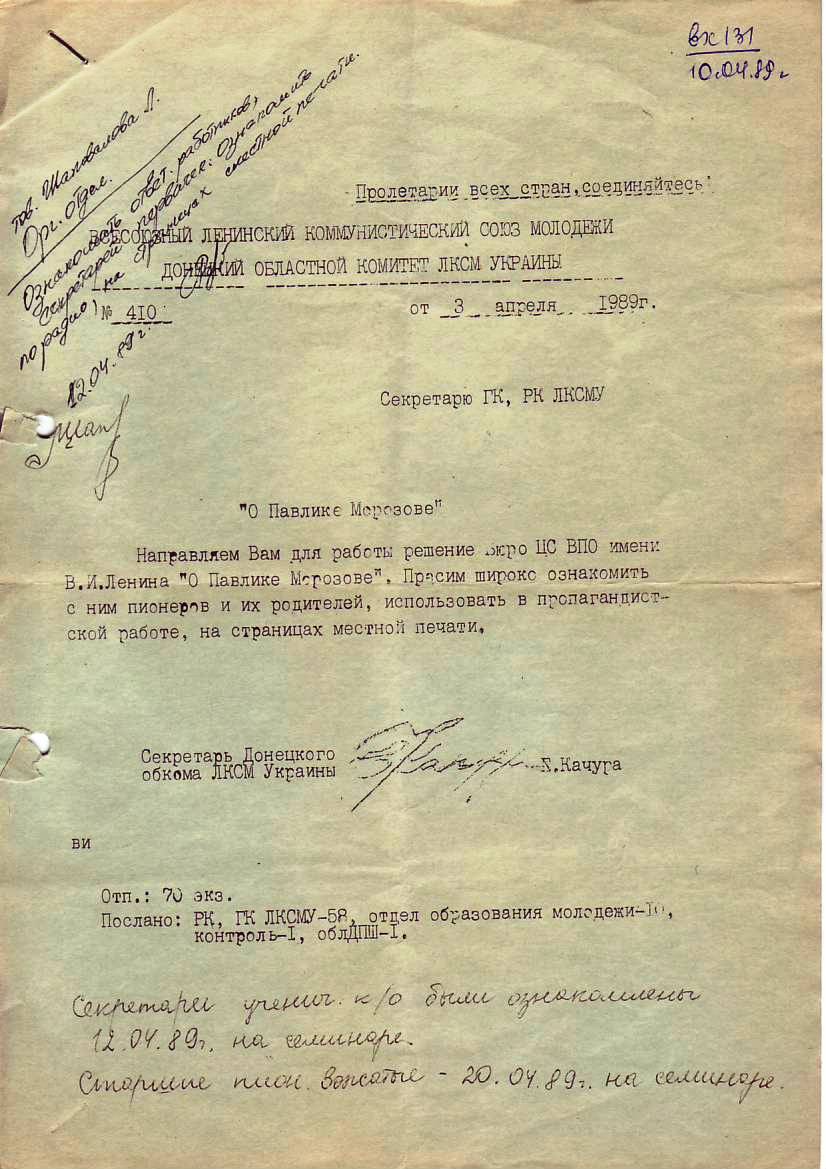 вх 131
10.04.89г
тов. Шаповалова Л.
Орг. отдел.
Ознакомить ответ. работников,
секретарей первичек. Ознакомить
по радио, на страницах местной печати.
12.04.89г.
Шап
Пролетарии всех стран, соединяйтесь!
ВСЕСОЮЗНЫЙ ЛЕНИНСКИЙ КОММУНИСТИЧЕСКИЙ СОЮЗ МОЛОДЕЖИ
ДОНЕЦКИЙ ОБЛАСТНОЙ КОМИТЕТ ЛКСМ УКРАИНЫ
№ 410 от 3 апреля 1989г.
Секретарю ГК, РК ЛКСМУ
"О Павлике Морозове"
Направляем Вам для работы решение Бюро ЦС ВПО имени
В.И.Ленина "О Павлике Морозове". Просим широко ознакомить
с ним пионеров и их родителей, использовать в пропагандист-
ской работе, на страницах местной печати.
Секретарь Донецкого
обкома ЛКСМ Украины Качура
ви
Отп.: 70 экз.
Послано: РК, ГК ЛКСМУ-58, отдел образования молодежи-10,
контроль-I, облДПШ-I.
Секретари ученич. к/о были ознакомлены
12.04.89г. на семинаре.
Старшие пион. Вожатые - 20.04.89г. на семинаре.